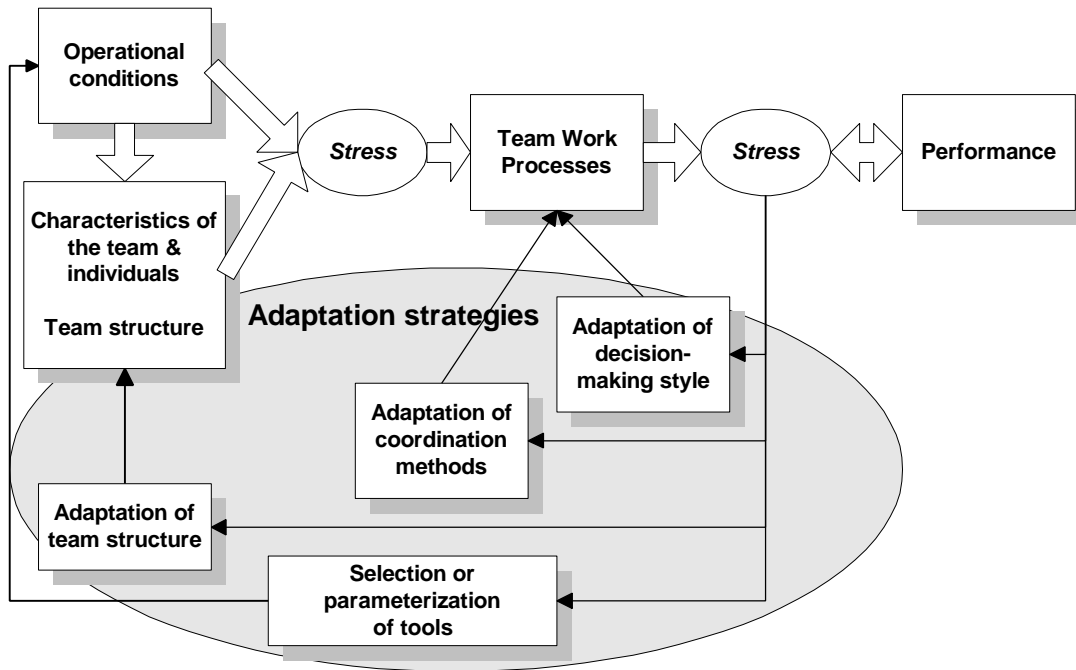 Operational
conditions
Stress
Team Work
Processes
Stress
Performance
Characteristics of
the team &
individuals
Team structure
Adaptation strategies
Adaptation of
decision-
making style
Adaptation of
coordination
methods
Adaptation of
team structure
Selection or
parameterization
of tools